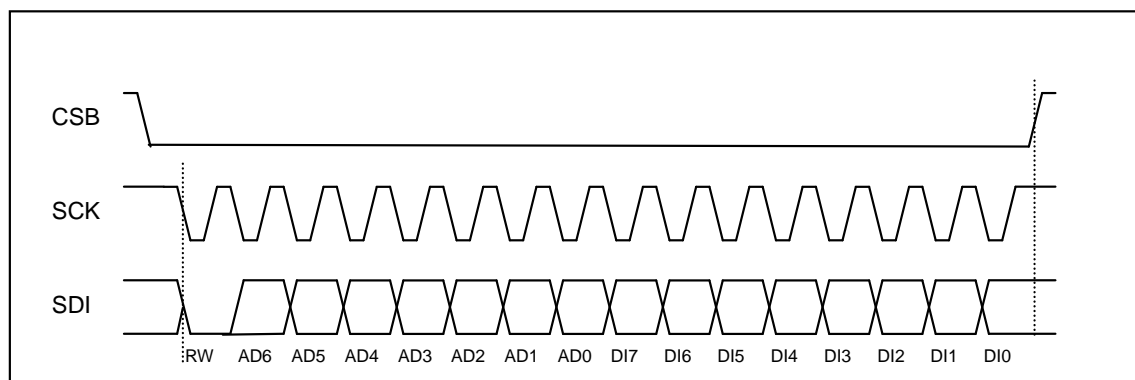 CSB
SCK
SDI
RW AD6 AD5 AD4 AD3 AD2 AD1 AD0 DI7 DI6 DI5 DI4 DI3 DI2 DI1 DI0